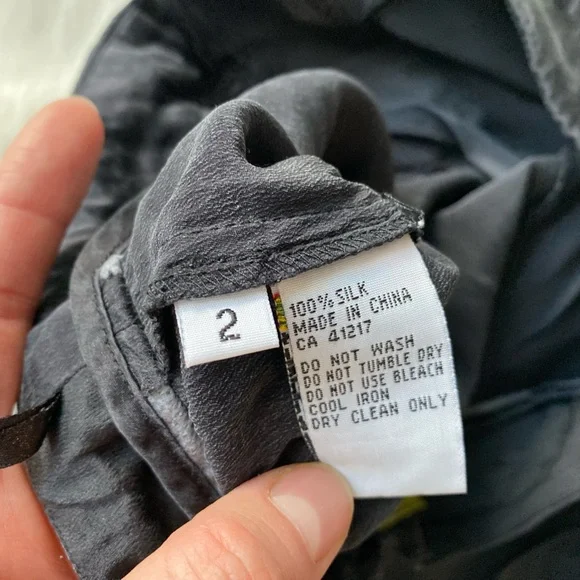 2
100% SILK
MADE IN CHINA
CA 41217
DO NOT WASH
DO NOT TUMBLE DRY
DO NOT USE BLEACH
COOL IRON
DRY CLEAN ONLY